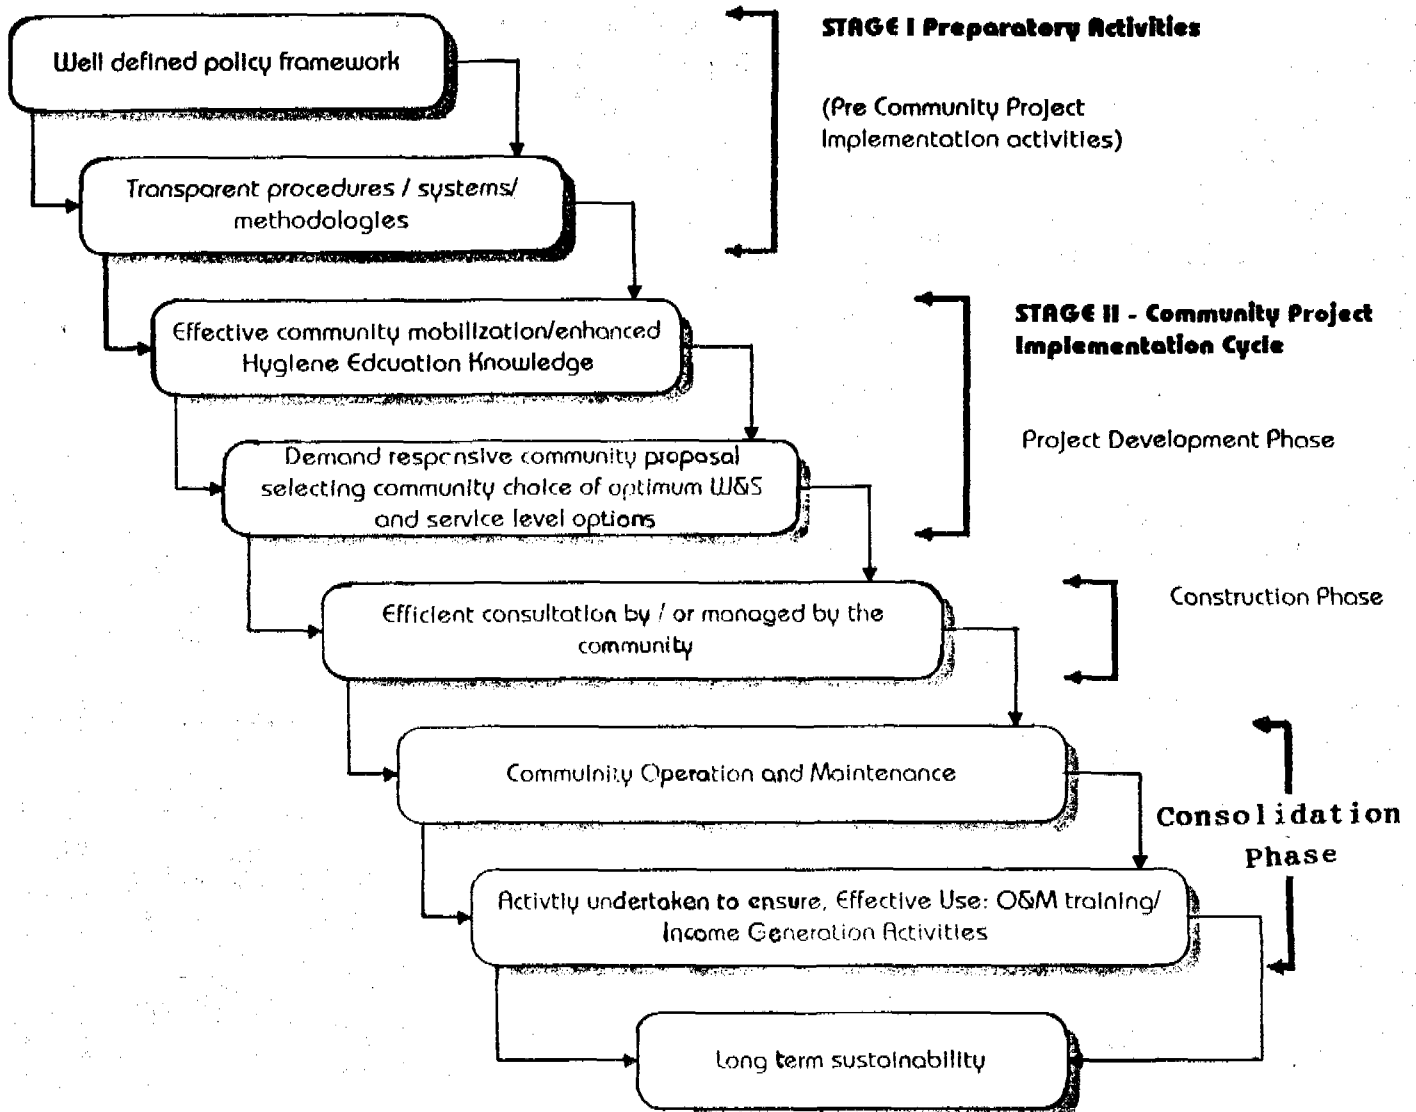 Well defined policy framework
STAGE I Preparatory Activities
(Pre Community Project
Implementation activities)
Transparent procedures / systems/
methodologies
Effective community mobilization/enhanced
Hygiene Edcuation Knowledge
STAGE II - Community Project
Implementation Cycle
Project Development Phase
Demand responsive community proposal
selecting community choice of optimum W&S
and service level options
Efficient consultation by / or managed by the
community
Construction Phase
Commuinity Operation and Maintenance
Consolidation
Phase
Activtiy undertaken to ensure, Effective Use: O&M training/
Income Generation Activities
Long term sustainability